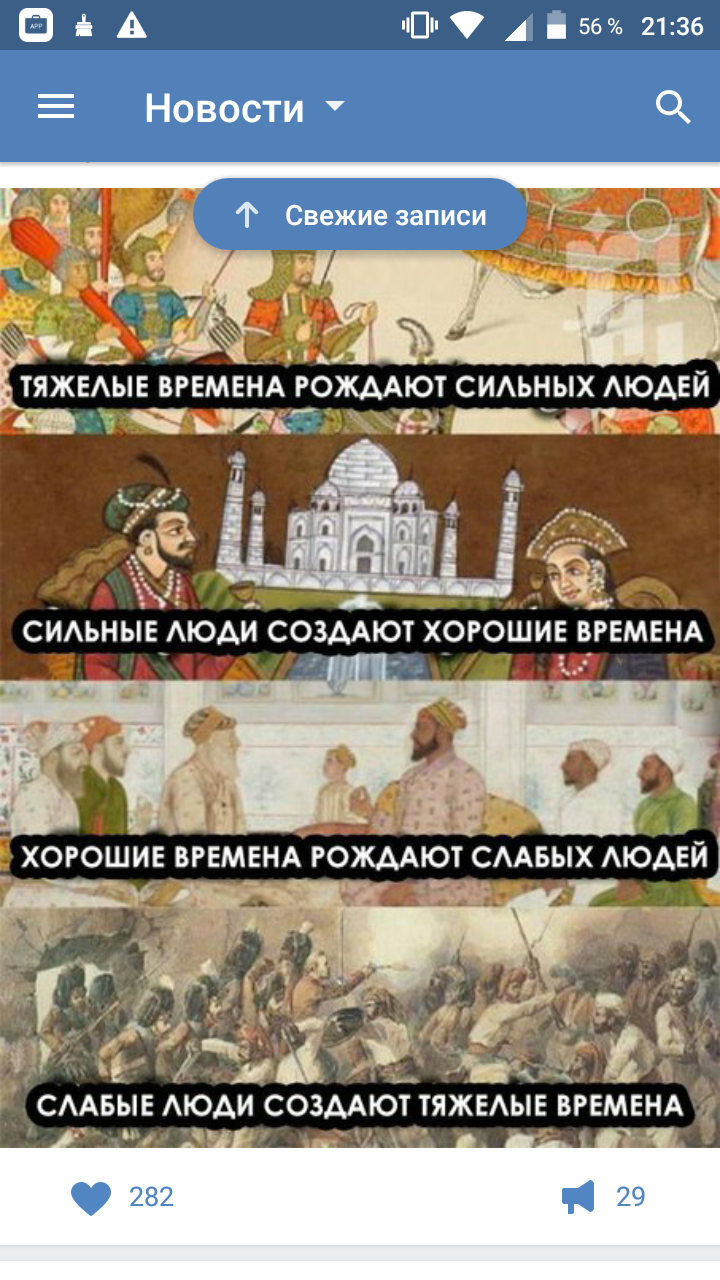 APP
56 %
21:36
Новости
Свежие записи
ТЯЖЕЛЫЕ ВРЕМЕНА РОЖДАЮТ СИЛЬНЫХ ЛЮДЕЙ
СИЛЬНЫЕ ЛЮДИ СОЗДАЮТ ХОРОШИЕ ВРЕМЕНА
ХОРОШИЕ ВРЕМЕНА РОЖДАЮТ СЛАБЫХ ЛЮДЕЙ
СЛАБЫЕ ЛЮДИ СОЗДАЮТ ТЯЖЕЛЫЕ ВРЕМЕНА
282
29